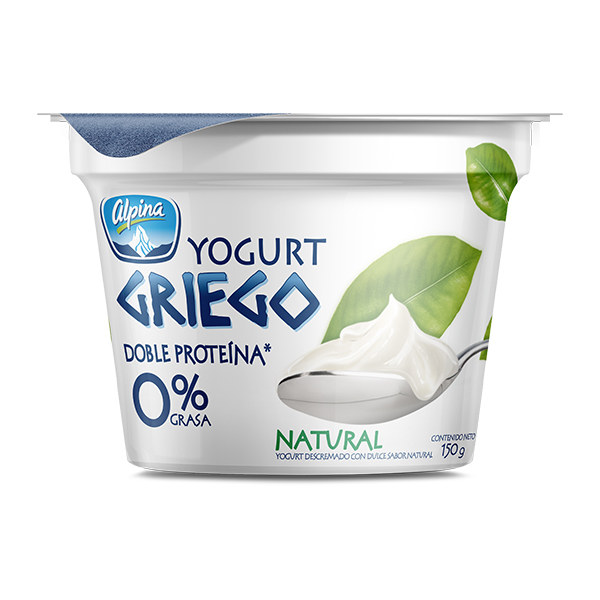 alpina
YOGURT
GRIEGO
DOBLE PROTEÍNA*
0%
GRASA
NATURAL
YOGURT DESCREMADO CON DULCE SABOR NATURAL
CONTENIDO NETO
150 g